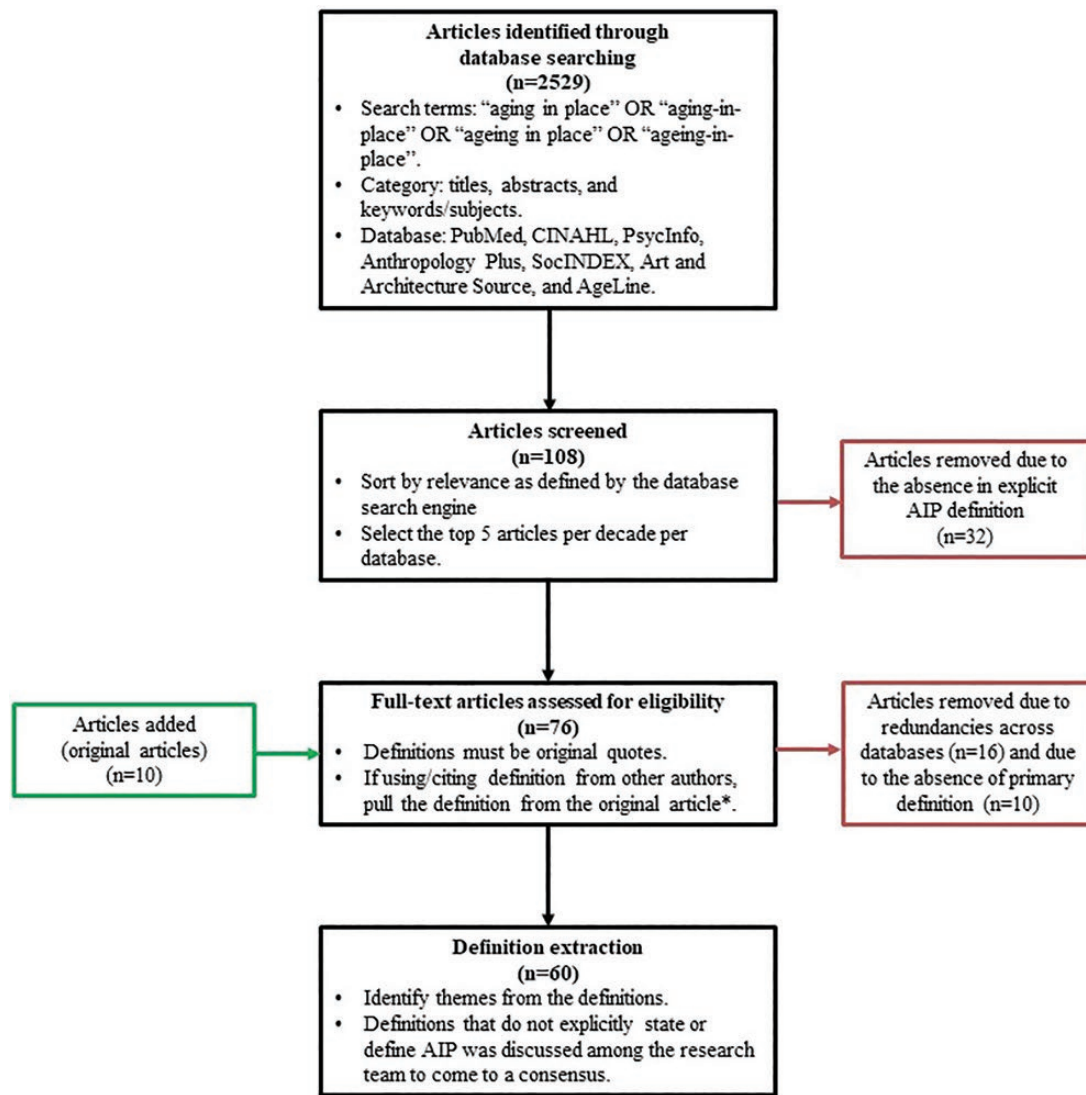 Articles identified through
database searching
(n=2529)
• Search terms: “aging in place” OR “aging-in-
place” OR “ageing in place” OR “ageing-in-
place”.
• Category: titles, abstracts, and
keywords/subjects.
• Database: PubMed, CINAHL, PsycInfo,
Anthropology Plus, SocINDEX, Art and
Architecture Source, and AgeLine.
Articles screened
(n=108)
• Sort by relevance as defined by the database
search engine
• Select the top 5 articles per decade per
database.
Articles removed due to
the absence in explicit
AIP definition
(n=32)
Articles added
(original articles)
(n=10)
Full-text articles assessed for eligibility
(n=76)
• Definitions must be original quotes.
• If using/citing definition from other authors,
pull the definition from the original article*.
Articles removed due to
redundancies across
databases (n=16) and due
to the absence of primary
definition (n=10)
Definition extraction
(n=60)
• Identify themes from the definitions.
• Definitions that do not explicitly state or
define AIP was discussed among the research
team to come to a consensus.